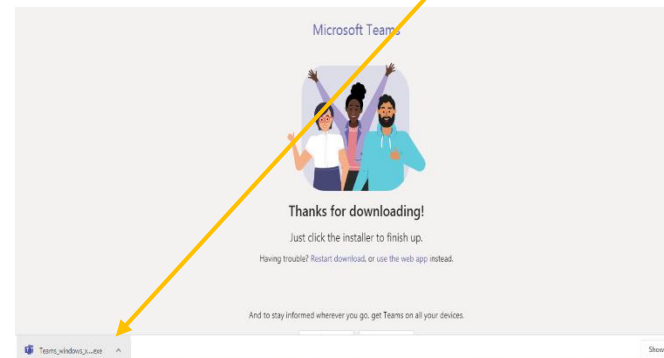 Microsoft Teams
Thanks for downloading!
Just click the installer to finish up.
Having trouble? Restart download, or use the web app instead.
And to stay informed wherever you go, get Teams on all your devices.
Teams_windows_x....exe
Show